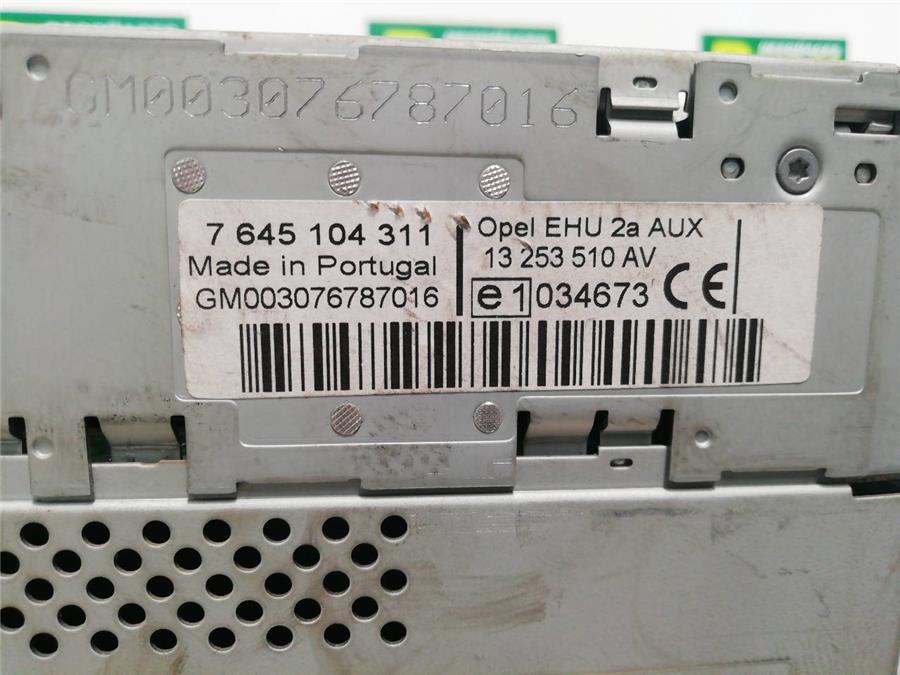 GM003076787016
7 645 104 311
Made in Portugal
GM003076787016
Opel EHU 2a AUX
13 253 510 AV
e1 034673 CE